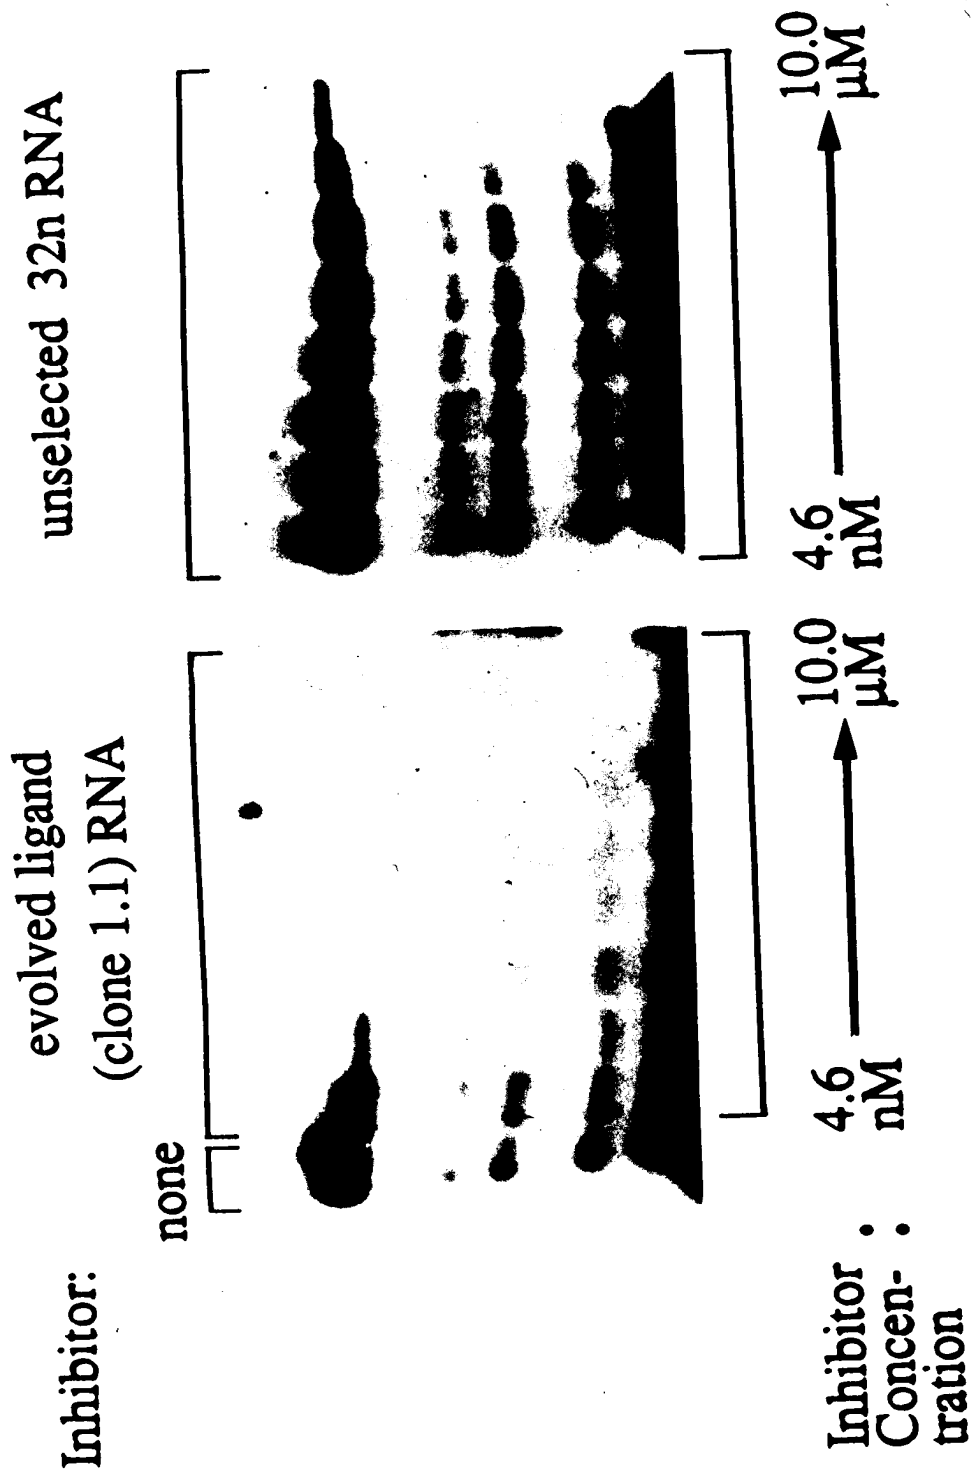 Inhibitor:
none
evolved ligand
(clone 1.1) RNA
unselected 32n RNA
Inhibitor :
Concen-
tration
4.6
nM
10.0
µM
4.6
nM
10.0
µM